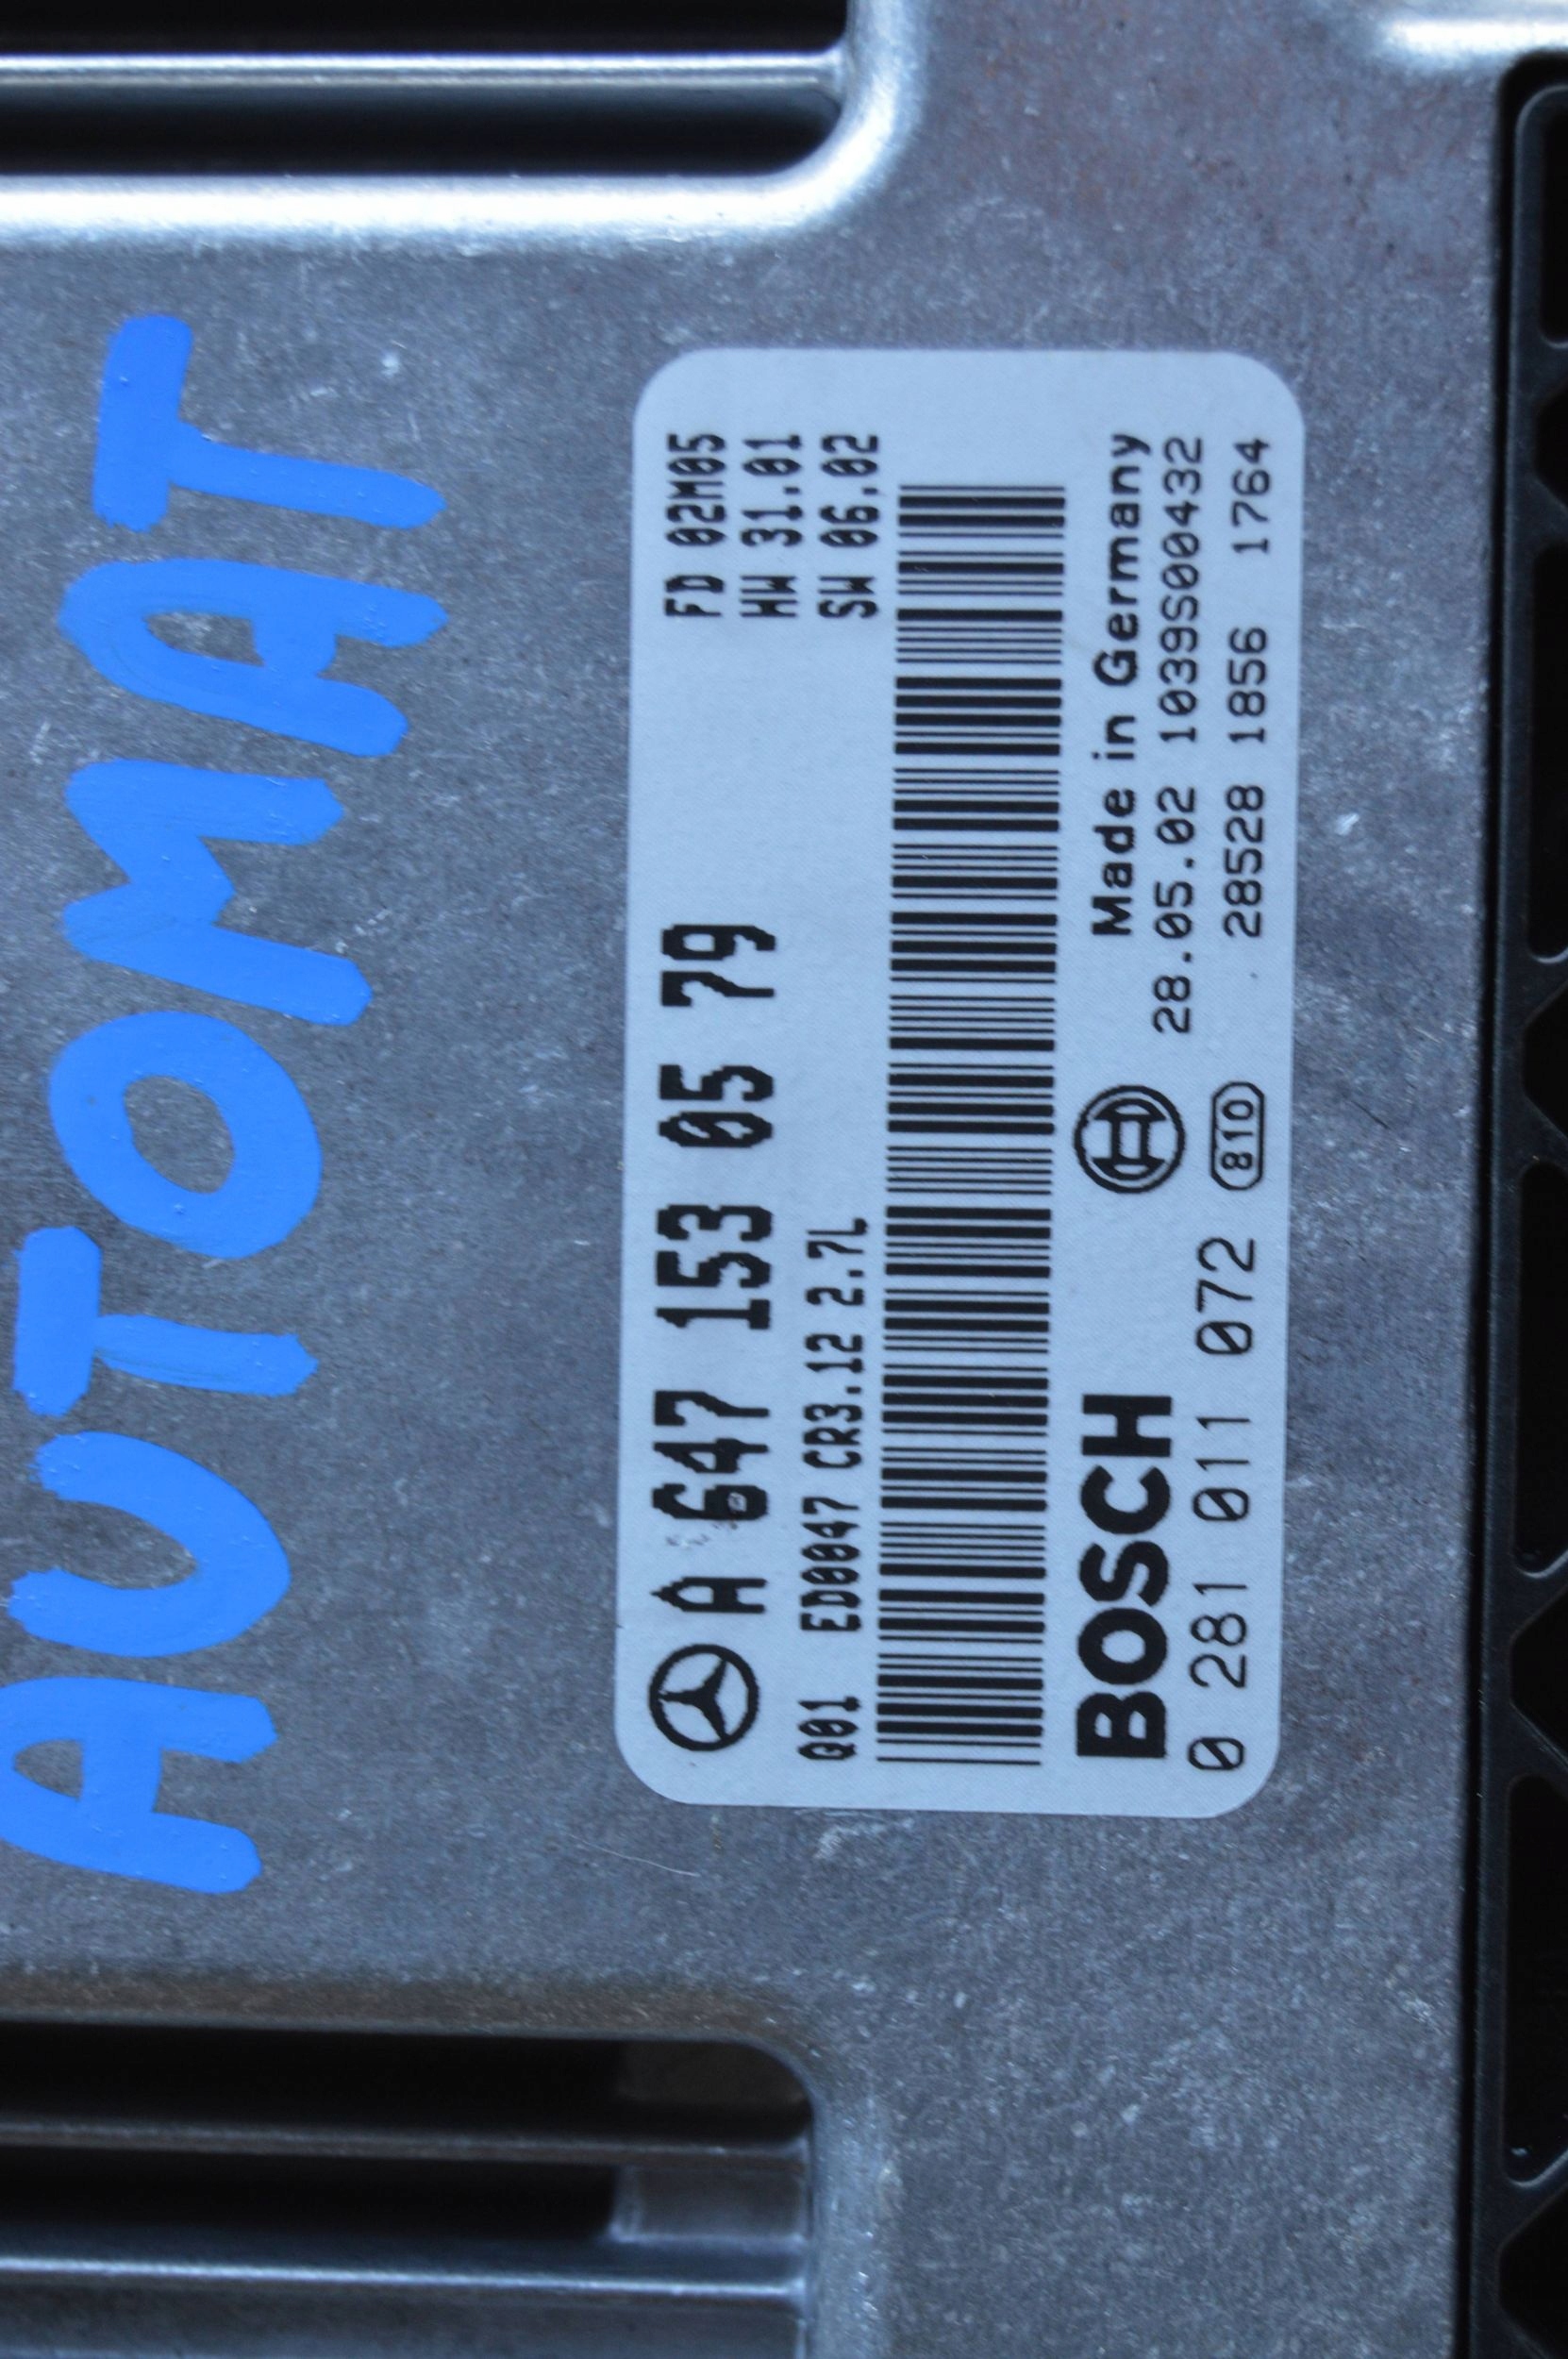 AUTOMAT
A 647 153 05 79
FD 02M05
HW 31.01
SW 06.02
Q01 ED0047 CR3.12 2.7L
BOSCH
Made in Germany
28.05.02 1039S00432
0 281 011 072
810
28528 1856 1764